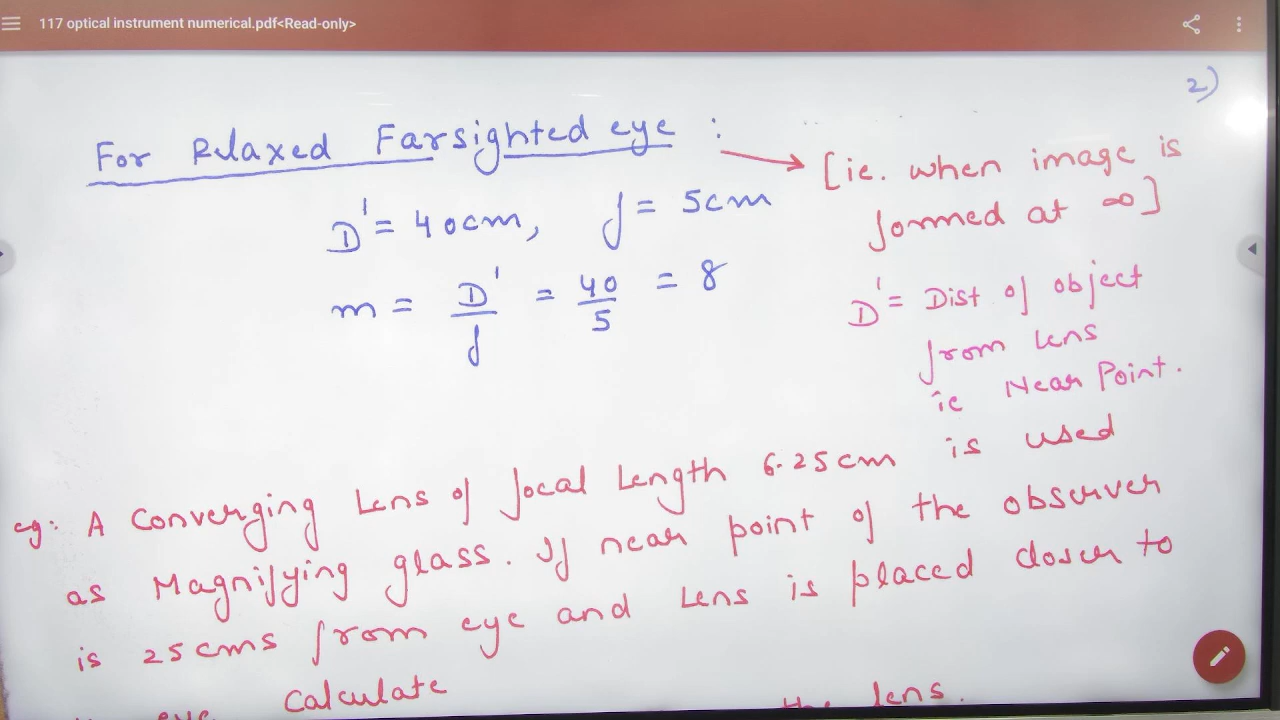 117 optical instrument numerical.pdf<Read-only>
2)
For Relaxed Farsighted eye :
[ie. when image is
formed at ∞]
D' = 40cm, f = 5cm
m = D'/f = 40/5 = 8
D' = Dist of object
from lens
ie Near Point.
eg: A Converging Lens of focal Length 6.25cm is used
as Magnifying glass. If near point of the observer
is 25cms from eye and Lens is placed closer to
eye. Calculate the lens.